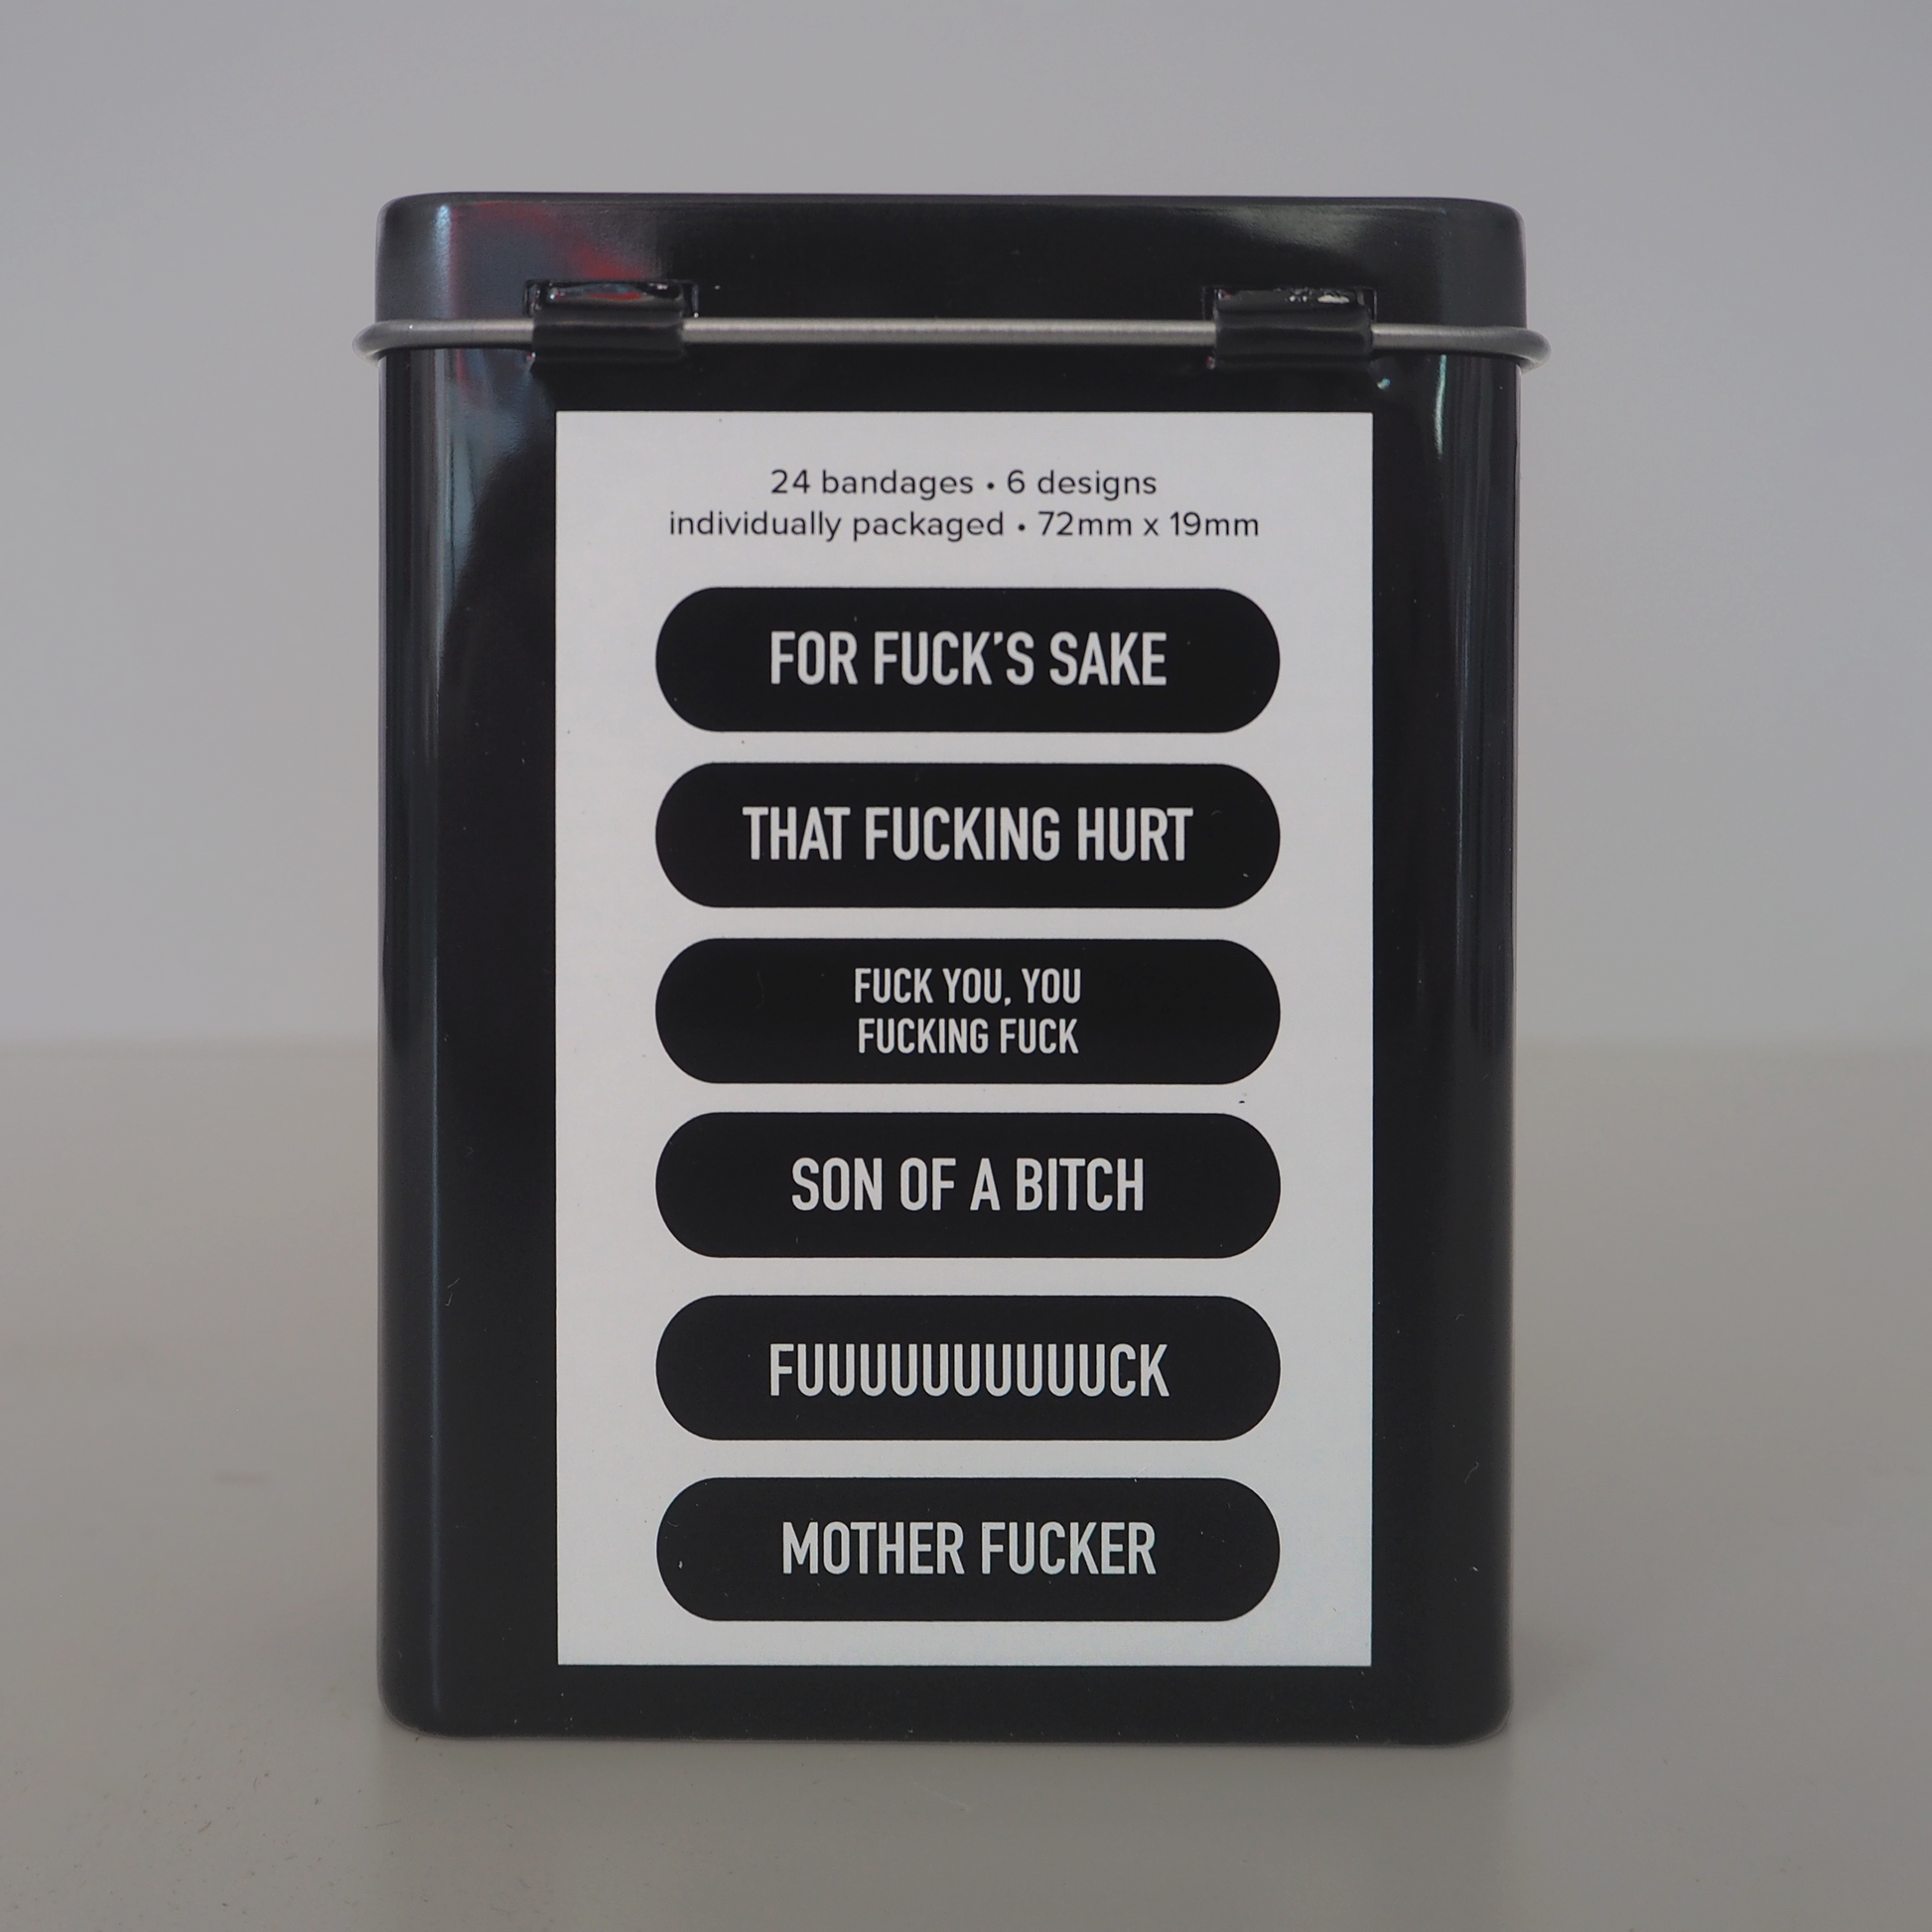 24 bandages • 6 designs
individually packaged • 72mm x 19mm
FOR FUCK'S SAKE
THAT FUCKING HURT
FUCK YOU, YOU
FUCKING FUCK
SON OF A BITCH
FUUUUUUUUUUCK
MOTHER FUCKER